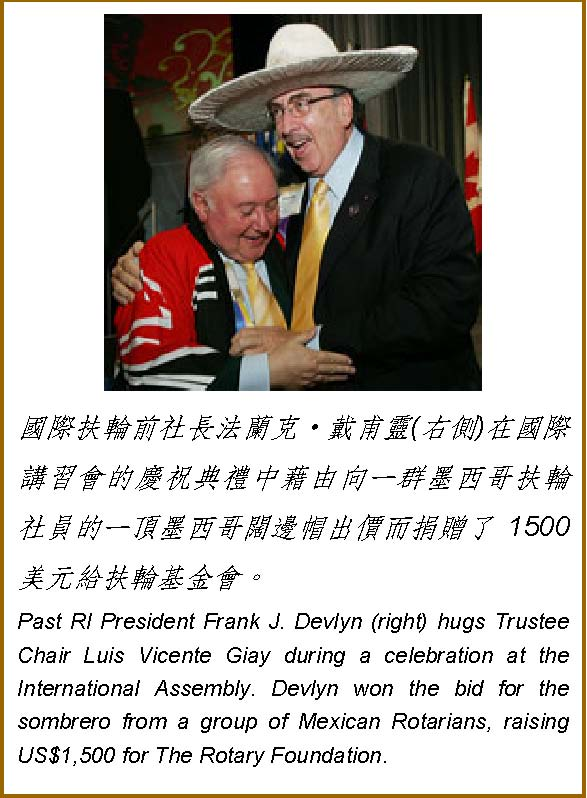 國際扶輪前社長法蘭克·戴甫靈(右側)在國際
講習會的慶祝典禮中藉由向一群墨西哥扶輪
社員的一頂墨西哥闊邊帽出價而捐贈了 1500
美元給扶輪基金會。
Past RI President Frank J. Devlyn (right) hugs Trustee
Chair Luis Vicente Giay during a celebration at the
International Assembly. Devlyn won the bid for the
sombrero from a group of Mexican Rotarians, raising
US$1,500 for The Rotary Foundation.